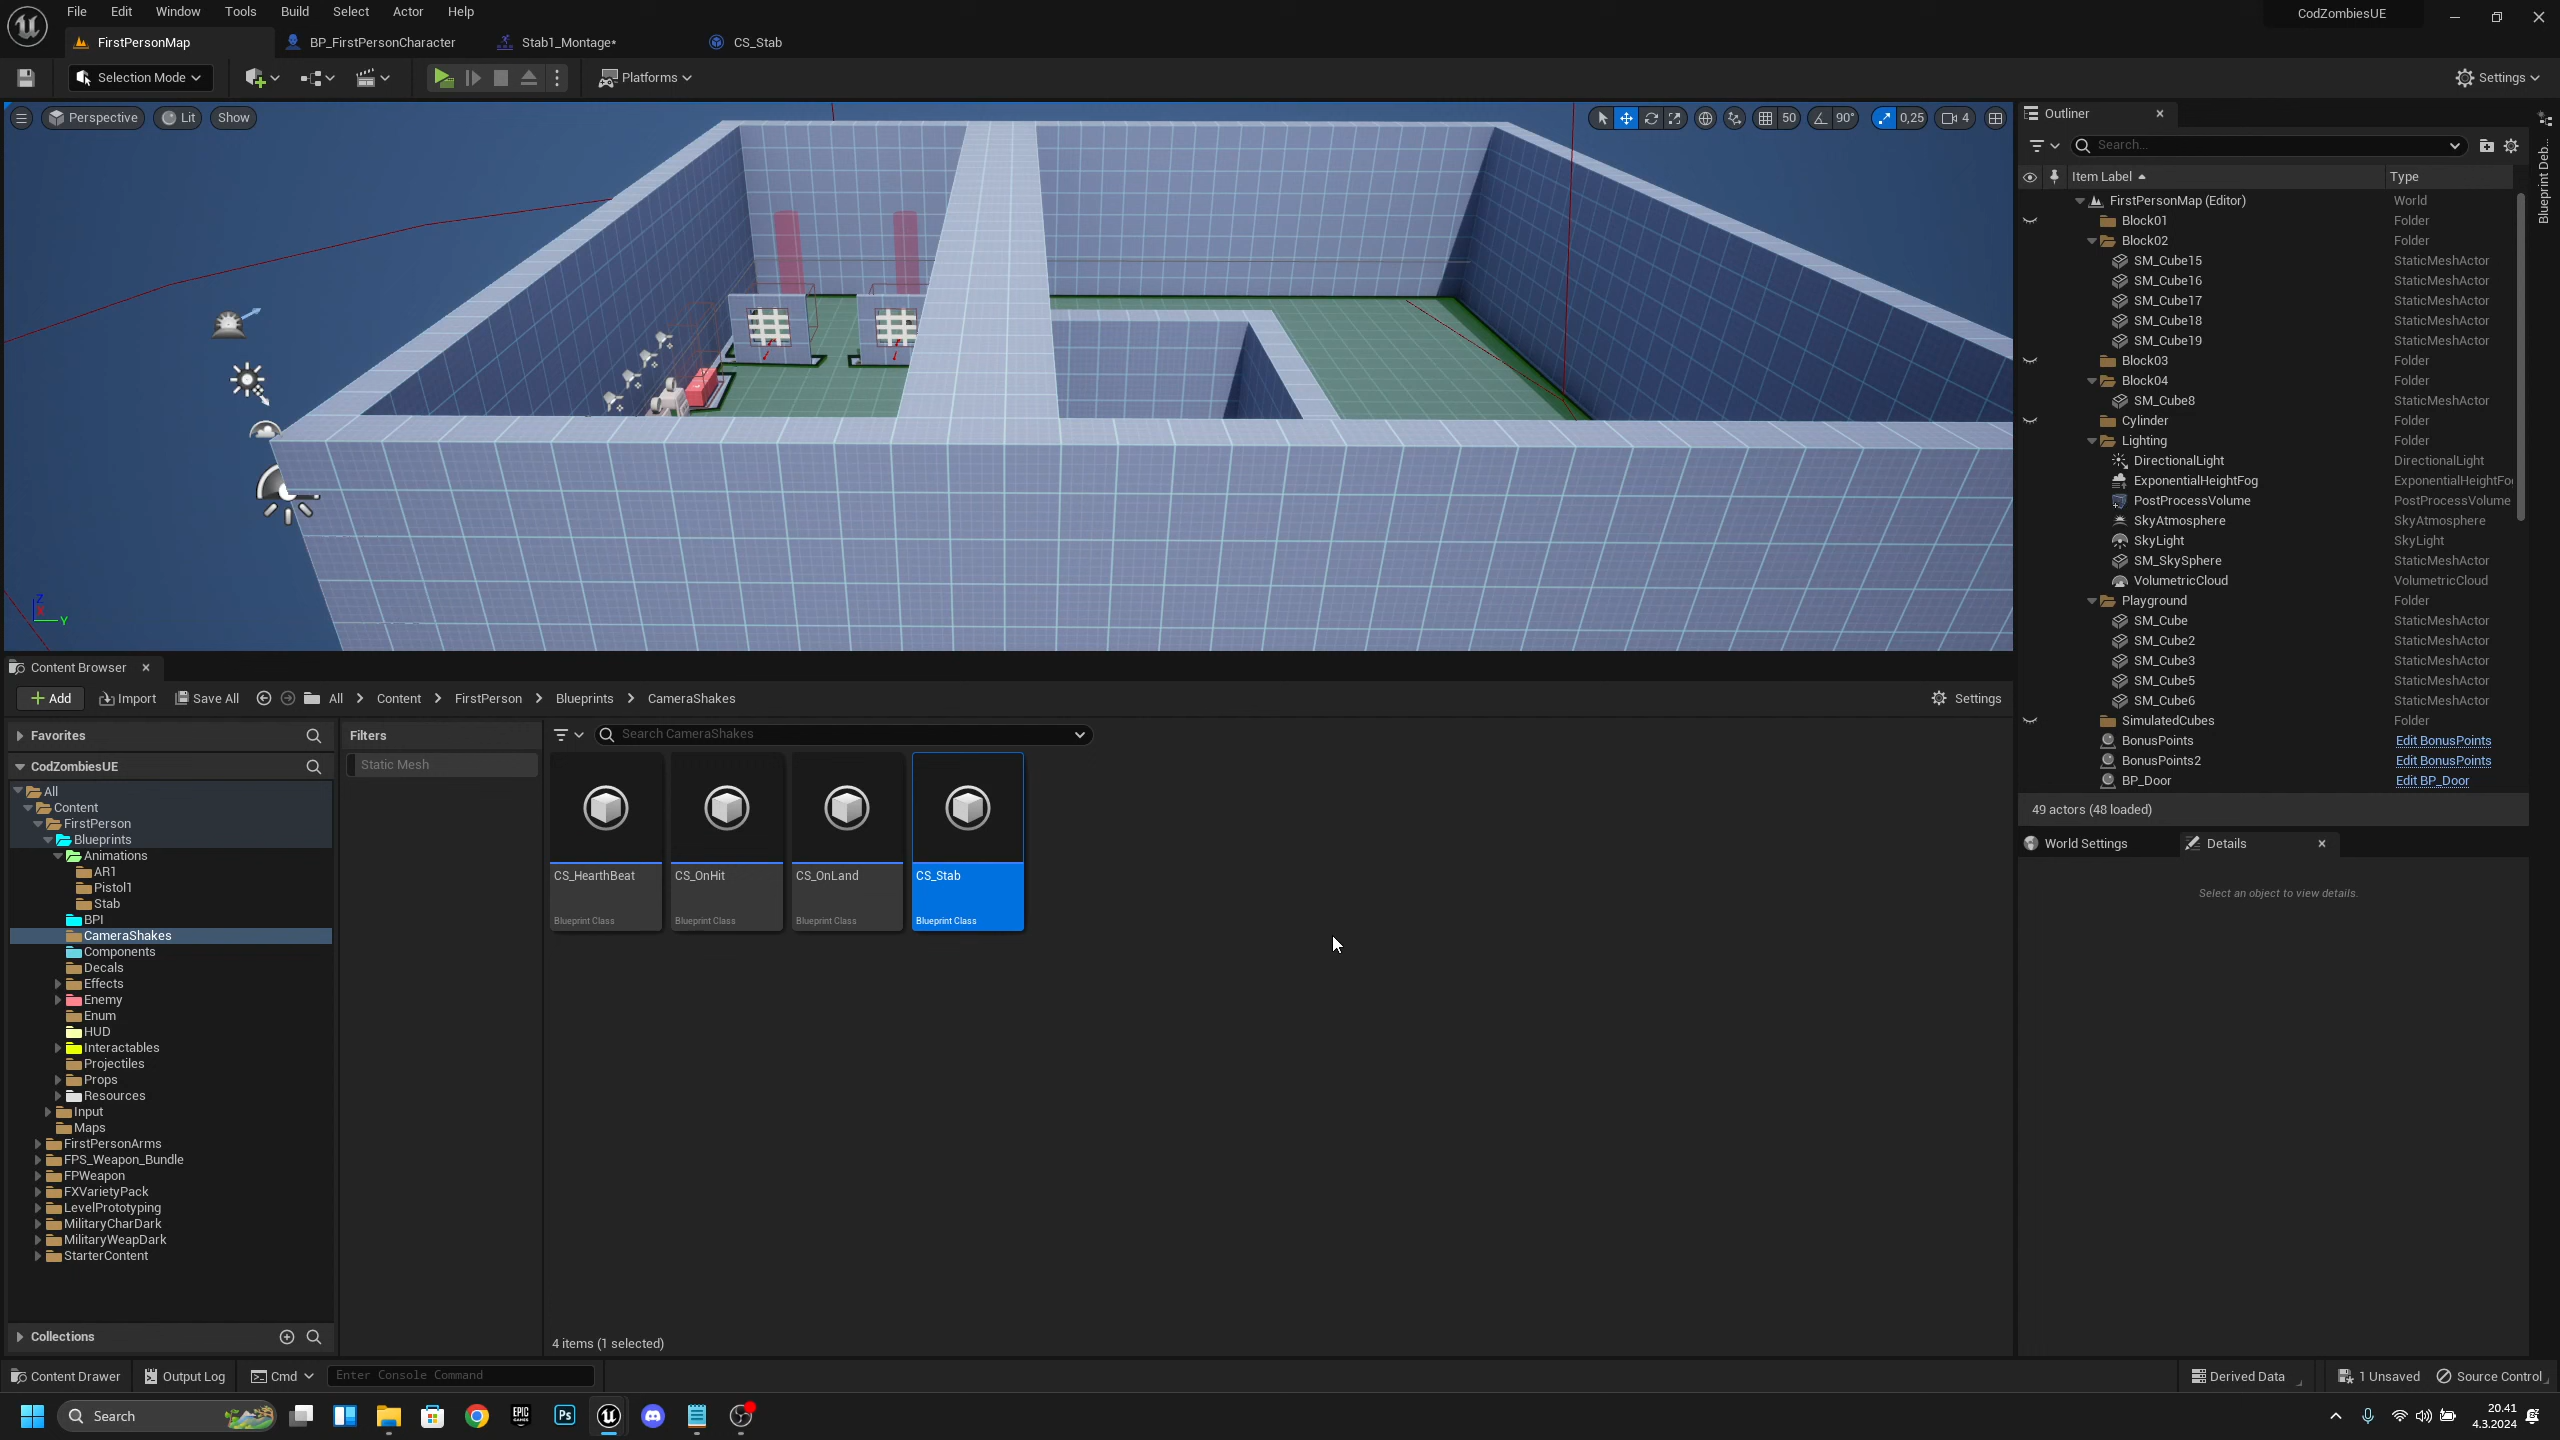 File Edit Window Tools Build Select Actor Help
CodZombiesUE
FirstPersonMap
BP_FirstPersonCharacter
Stab1_Montage*
CS_Stab
Selection Mode
Platforms
Settings
Perspective Lit Show
50 90° 0,25 4
Z
Y
Outliner
Search...
Item Label Type
FirstPersonMap (Editor) World
Block01 Folder
Block02 Folder
SM_Cube15 StaticMeshActor
SM_Cube16 StaticMeshActor
SM_Cube17 StaticMeshActor
SM_Cube18 StaticMeshActor
SM_Cube19 StaticMeshActor
Block03 Folder
Block04 Folder
SM_Cube8 StaticMeshActor
Cylinder Folder
Lighting Folder
DirectionalLight DirectionalLight
ExponentialHeightFog ExponentialHeightFo
PostProcessVolume PostProcessVolume
SkyAtmosphere SkyAtmosphere
SkyLight SkyLight
SM_SkySphere StaticMeshActor
VolumetricCloud VolumetricCloud
Playground Folder
SM_Cube StaticMeshActor
SM_Cube2 StaticMeshActor
SM_Cube3 StaticMeshActor
SM_Cube5 StaticMeshActor
SM_Cube6 StaticMeshActor
SimulatedCubes Folder
BonusPoints Edit BonusPoints
BonusPoints2 Edit BonusPoints
BP_Door Edit BP_Door
49 actors (48 loaded)
Blueprint Deb...
World Settings
Details
Select an object to view details.
Content Browser
Add Import Save All All Content FirstPerson Blueprints CameraShakes
Settings
Favorites
CodZombiesUE
All
Content
FirstPerson
Blueprints
Animations
AR1
Pistol1
Stab
BPI
CameraShakes
Components
Decals
Effects
Enemy
Enum
HUD
Interactables
Projectiles
Props
Resources
Input
Maps
FirstPersonArms
FPS_Weapon_Bundle
FPWeapon
FXVarietyPack
LevelPrototyping
MilitaryCharDark
MilitaryWeapDark
StarterContent
Collections
Filters
Static Mesh
Search CameraShakes
CS_HearthBeat
Blueprint Class
CS_OnHit
Blueprint Class
CS_OnLand
Blueprint Class
CS_Stab
Blueprint Class
4 items (1 selected)
Content Drawer
Output Log
Cmd
Enter Console Command
Derived Data
1 Unsaved
Source Control
Search
EPIC
GAMES
Ps
20.41
4.3.2024